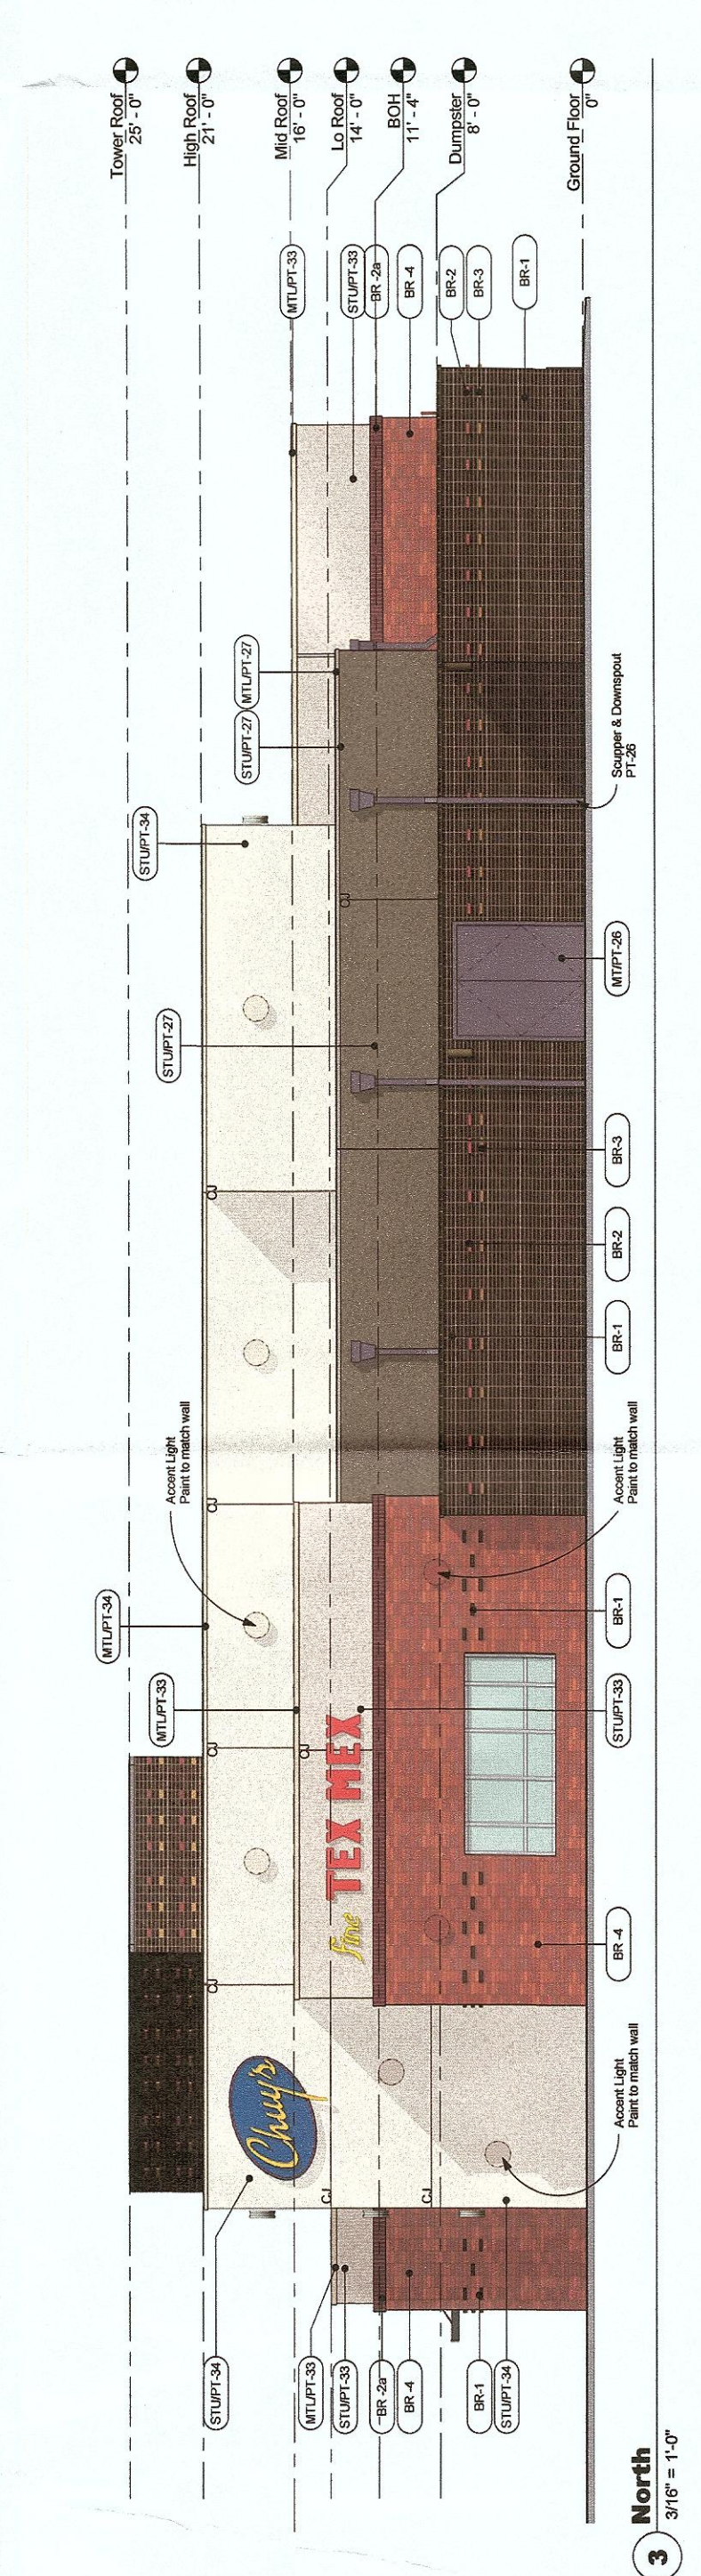 Tower Roof
25' - 0"
High Roof
21' - 0"
Mid Roof
16' - 0"
Lo Roof
14' - 0"
BOH
11' - 4"
Dumpster
8' - 0"
Ground Floor
0"
MTL/PT-34
MTL/PT-33
Accent Light
Paint to match wall
STU/PT-27
STU/PT-34
STU/PT-27
MTL/PT-27
MTL/PT-33
STU/PT-33
BR -2a
BR -4
BR-2
BR-3
BR-1
CJ
CJ
CJ
CJ
CJ
CJ
CJ
CJ
Chuy's
fine TEX MEX
STU/PT-34
MTL/PT-33
STU/PT-33
BR -2a
BR -4
BR-1
STU/PT-34
Accent Light
Paint to match wall
BR -4
STU/PT-33
BR-1
Accent Light
Paint to match wall
BR-1
BR-2
BR-3
MT/PT-26
Scupper & Downspout
PT-26
3
North
3/16" = 1'-0"